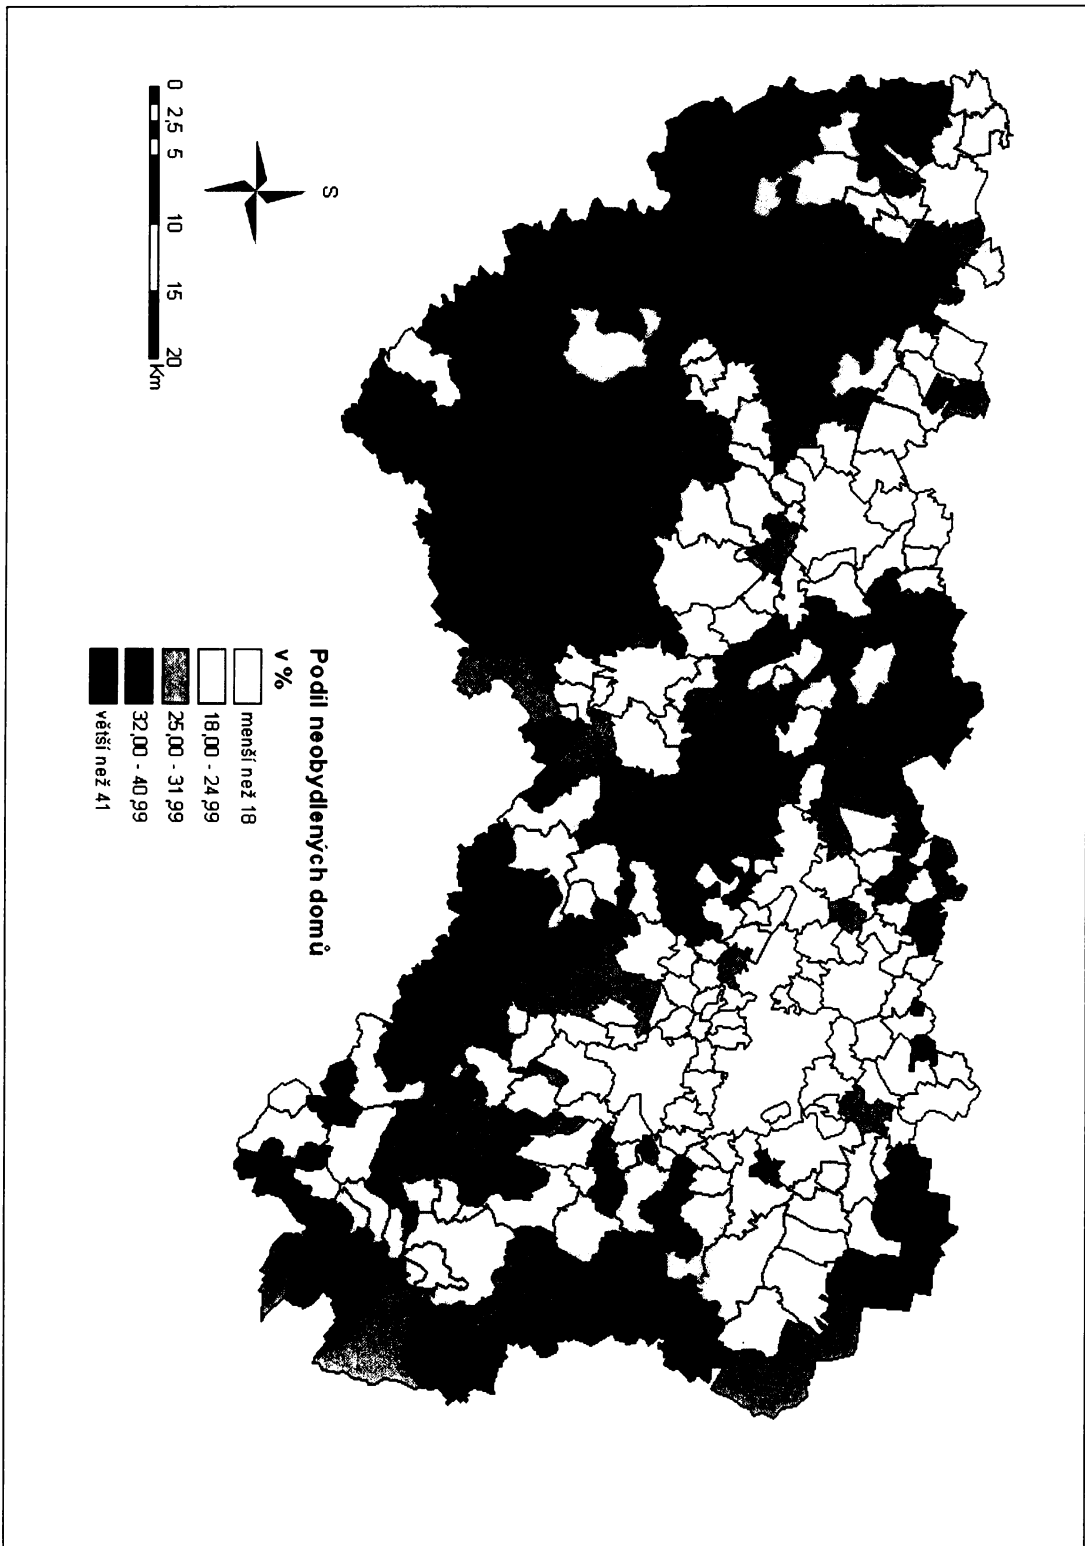 S
0 2,5 5 10 15 20
Km
Podíl neobydlených domů
v %
menší než 18
18,00 - 24,99
25,00 - 31,99
32,00 - 40,99
větší než 41